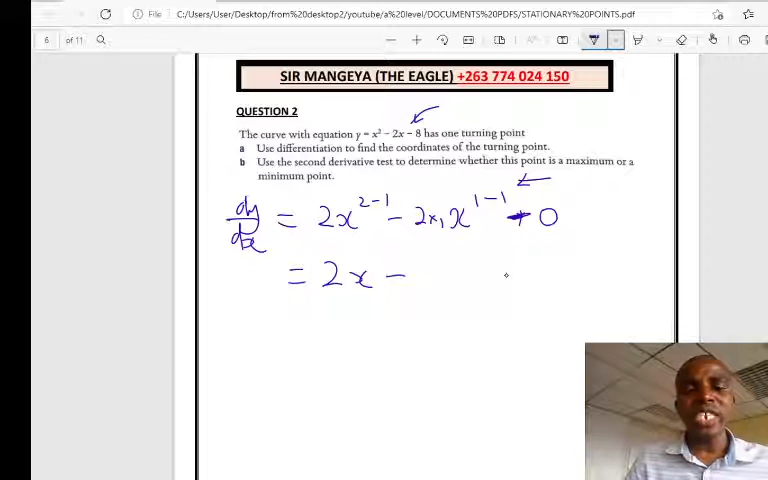 File
C:/Users/User/Desktop/from%20desktop2/youtube/a%20level/DOCUMENTS%20PDFS/STATIONARY%20POINTS.pdf
6 of 11
SIR MANGEYA (THE EAGLE) +263 774 024 150
QUESTION 2
The curve with equation y = x² − 2x − 8 has one turning point
a Use differentiation to find the coordinates of the turning point.
b Use the second derivative test to determine whether this point is a maximum or a
minimum point.
dy/dx = 2x²⁻¹ − 2×1x¹⁻¹ - 0
= 2x −